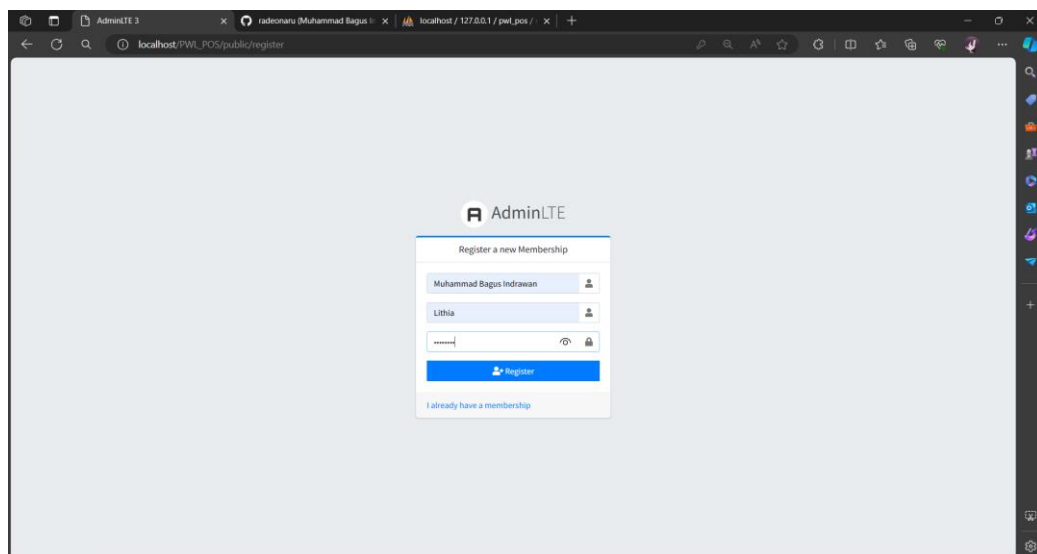 AdminLTE 3
radeonaru (Muhammad Bagus In
localhost / 127.0.0.1 / pwl_pos /
localhost/PWL_POS/public/register
AdminLTE
Register a new Membership
Muhammad Bagus Indrawan
Lithia
••••••••
Register
I already have a membership